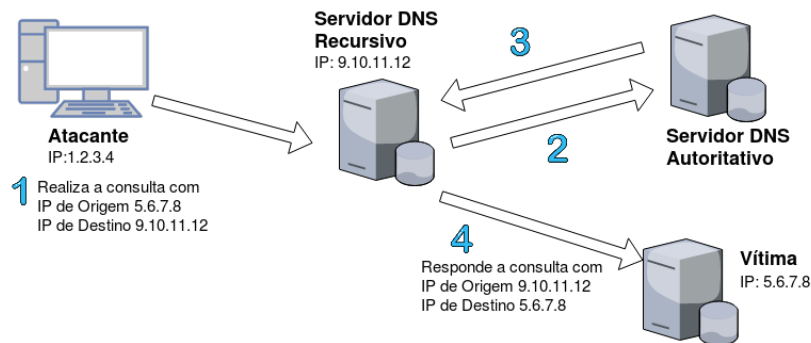 Servidor DNS
Recursivo
IP: 9.10.11.12
3
Atacante
IP:1.2.3.4
Servidor DNS
Autoritativo
2
1
Realiza a consulta com
IP de Origem 5.6.7.8
IP de Destino 9.10.11.12
4
Responde a consulta com
IP de Origem 9.10.11.12
IP de Destino 5.6.7.8
Vítima
IP: 5.6.7.8